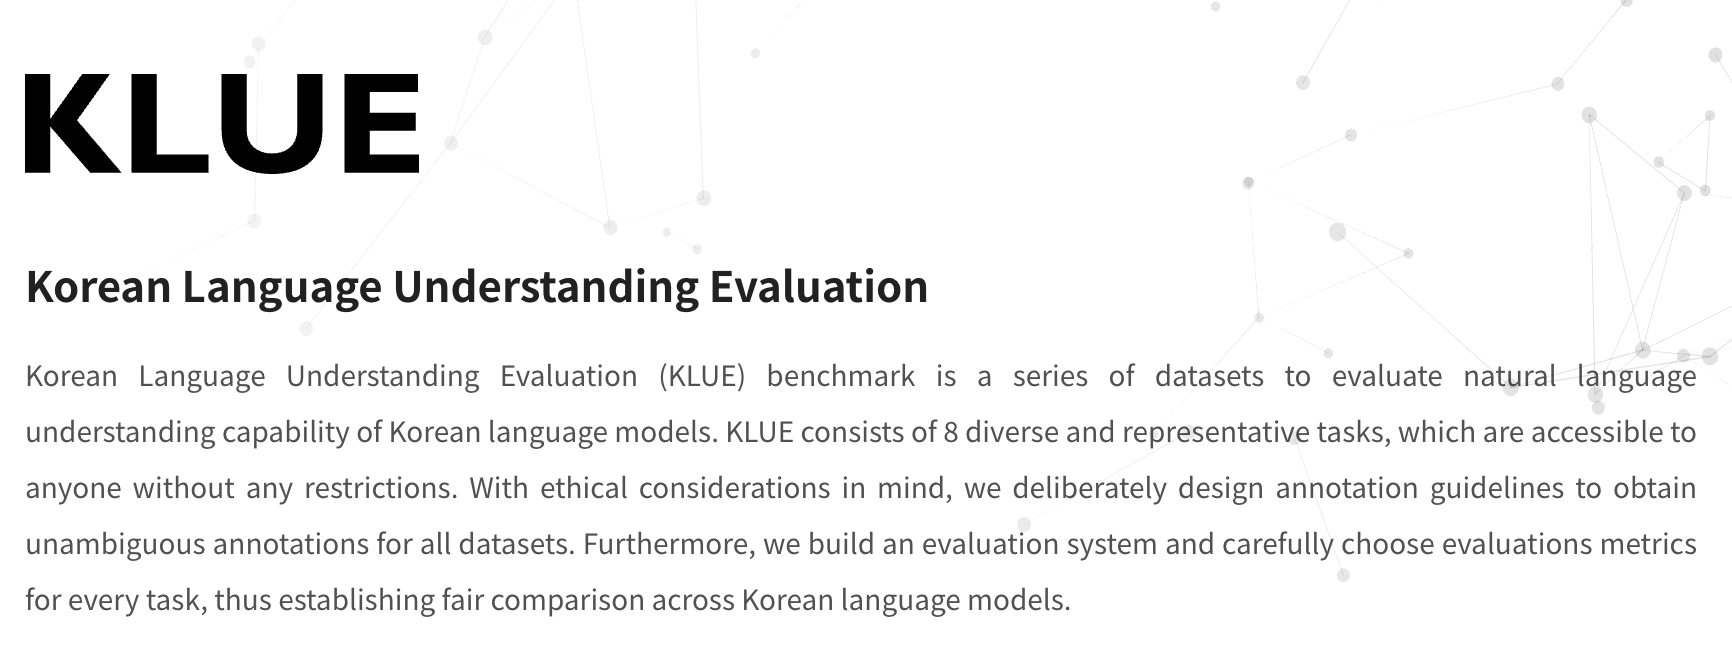 KLUE
Korean Language Understanding Evaluation
Korean Language Understanding Evaluation (KLUE) benchmark is a series of datasets to evaluate natural language
understanding capability of Korean language models. KLUE consists of 8 diverse and representative tasks, which are accessible to
anyone without any restrictions. With ethical considerations in mind, we deliberately design annotation guidelines to obtain
unambiguous annotations for all datasets. Furthermore, we build an evaluation system and carefully choose evaluations metrics
for every task, thus establishing fair comparison across Korean language models.